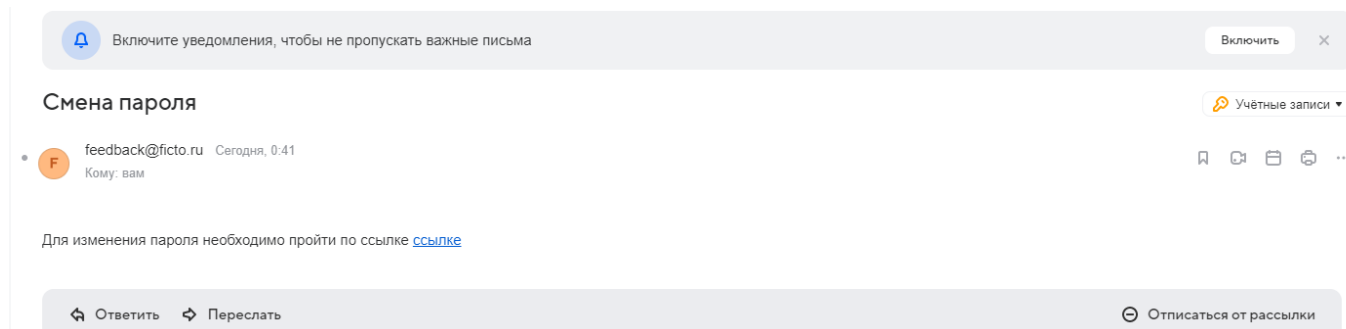 Включите уведомления, чтобы не пропускать важные письма
Включить
Смена пароля
Учётные записи
F
feedback@ficto.ru Сегодня, 0:41
Кому: вам
Для изменения пароля необходимо пройти по ссылке ссылке
Ответить Переслать
Отписаться от рассылки